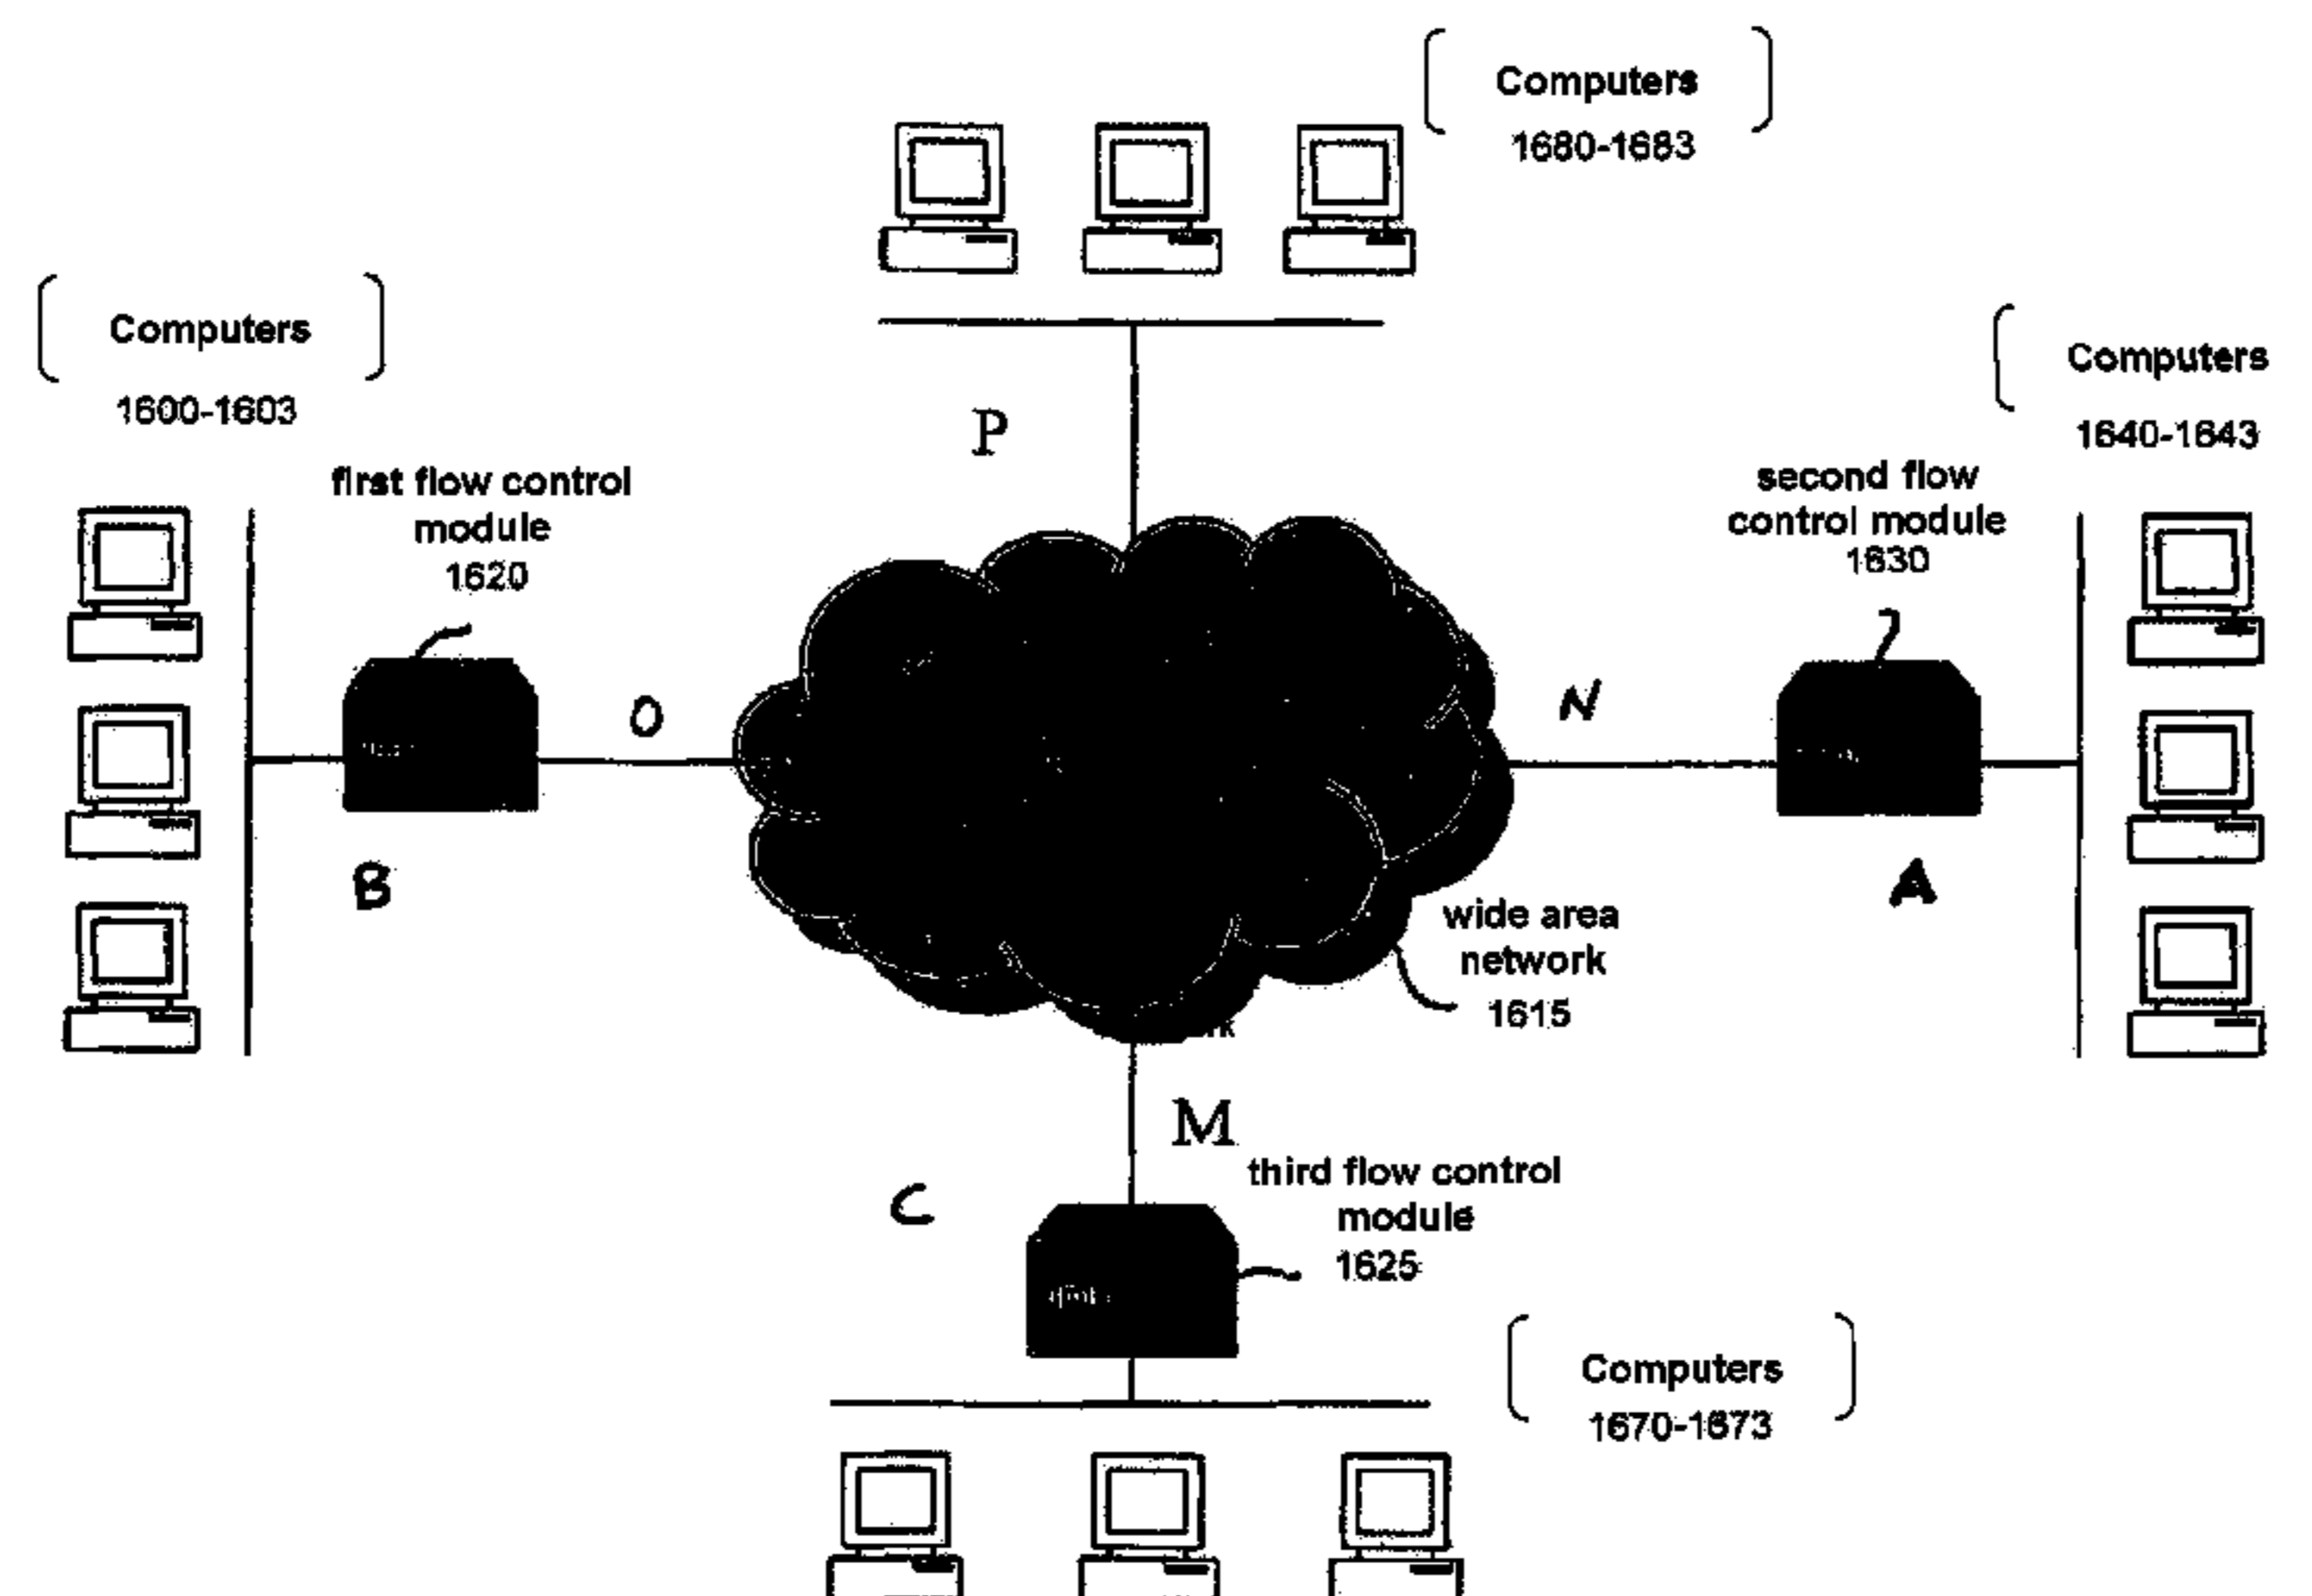 Computers
1680-1683
Computers
1600-1603
Computers
1640-1643
P
first flow control
module
1620
second flow
control module
1630
O
N
B
A
wide area
network
1615
M
C
third flow control
module
1625
Computers
1670-1673